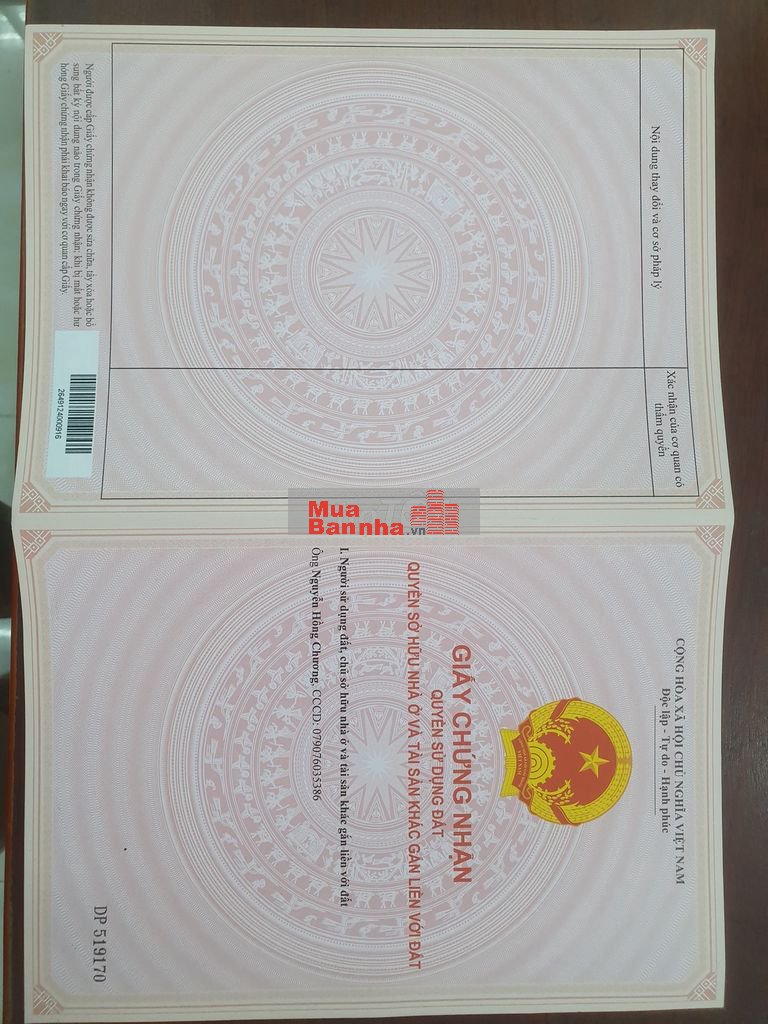 Nội dung thay đổi và cơ sở pháp lý
Xác nhận của cơ quan có
thẩm quyền
Người được cấp Giấy chứng nhận không được sửa chữa, tẩy xóa hoặc bổ
sung bất kỳ nội dung nào trong Giấy chứng nhận; khi bị mất hoặc hư
hỏng Giấy chứng nhận phải khai báo ngay với cơ quan cấp Giấy.
264912400916
Mua
Bannha.vn
CỘNG HÒA XÃ HỘI CHỦ NGHĨA VIỆT NAM
Độc lập - Tự do - Hạnh phúc
GIẤY CHỨNG NHẬN
QUYỀN SỬ DỤNG ĐẤT
QUYỀN SỞ HỮU NHÀ Ở VÀ TÀI SẢN KHÁC GẮN LIỀN VỚI ĐẤT
I. Người sử dụng đất, chủ sở hữu nhà ở và tài sản khác gắn liền với đất
Ông Nguyễn Hồng Chương, CCCD: 079076035386
DP 519170